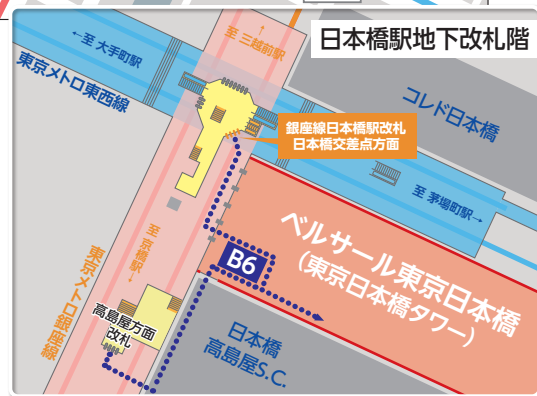 日本橋駅地下改札階
←至 大手町駅
至 三越前駅→
東京メトロ東西線
コレド日本橋
銀座線日本橋駅改札
日本橋交差点方面
至 茅場町駅→
ベルサール東京日本橋
(東京日本橋タワー)
至 京橋駅→
B6
東京メトロ銀座線
高島屋方面
改札
日本橋
高島屋S.C.